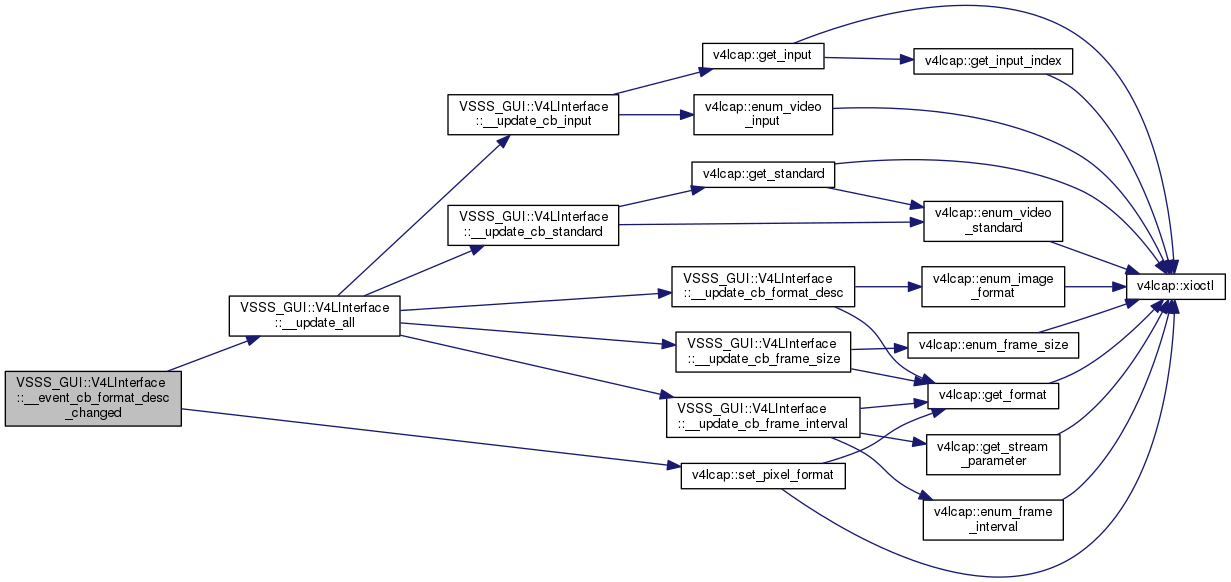 VSSS_GUI::V4LInterface
::__event_cb_format_desc
_changed
VSSS_GUI::V4LInterface
::__update_all
VSSS_GUI::V4LInterface
::__update_cb_input
VSSS_GUI::V4LInterface
::__update_cb_standard
VSSS_GUI::V4LInterface
::__update_cb_format_desc
VSSS_GUI::V4LInterface
::__update_cb_frame_size
VSSS_GUI::V4LInterface
::__update_cb_frame_interval
v4lcap::set_pixel_format
v4lcap::get_input
v4lcap::enum_video
_input
v4lcap::get_standard
v4lcap::get_input_index
v4lcap::enum_video
_standard
v4lcap::enum_image
_format
v4lcap::enum_frame_size
v4lcap::get_format
v4lcap::get_stream
_parameter
v4lcap::enum_frame
_interval
v4lcap::xioctl